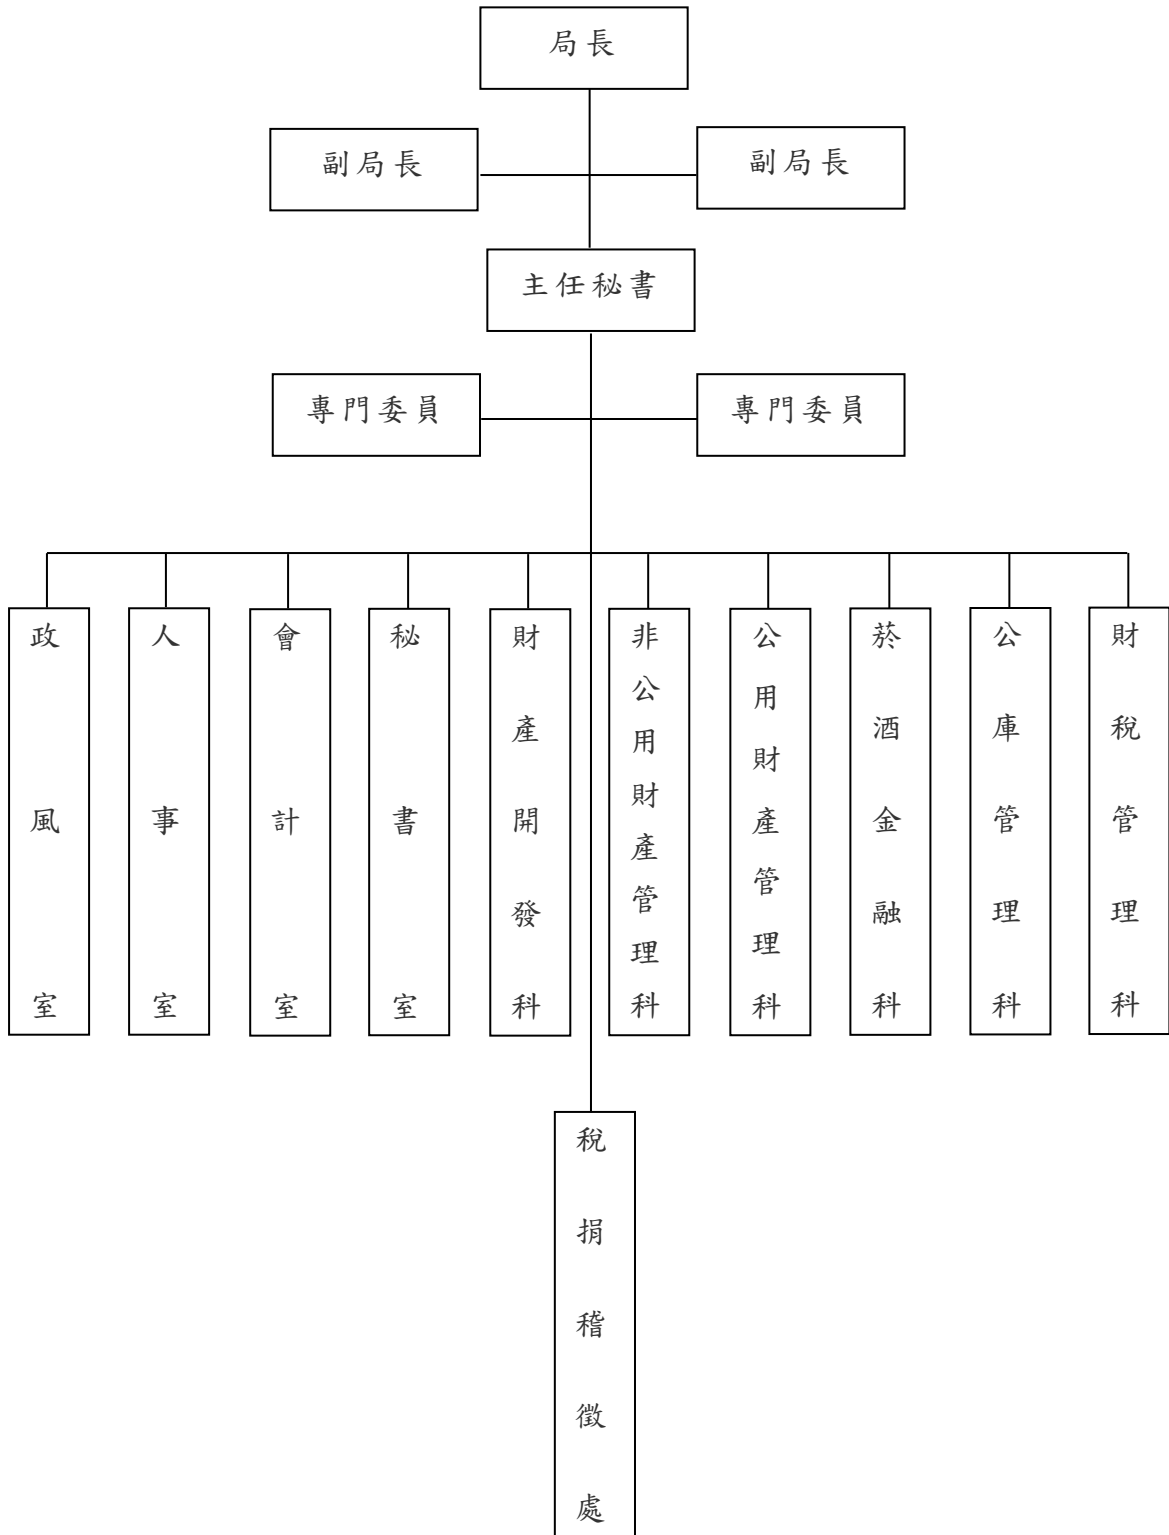 局長
副局長
副局長
主任秘書
專門委員
專門委員
政風室
人事室
會計室
秘書室
財產開發科
非公用財產管理科
公用財產管理科
菸酒金融科
公庫管理科
財稅管理科
稅捐稽徵處